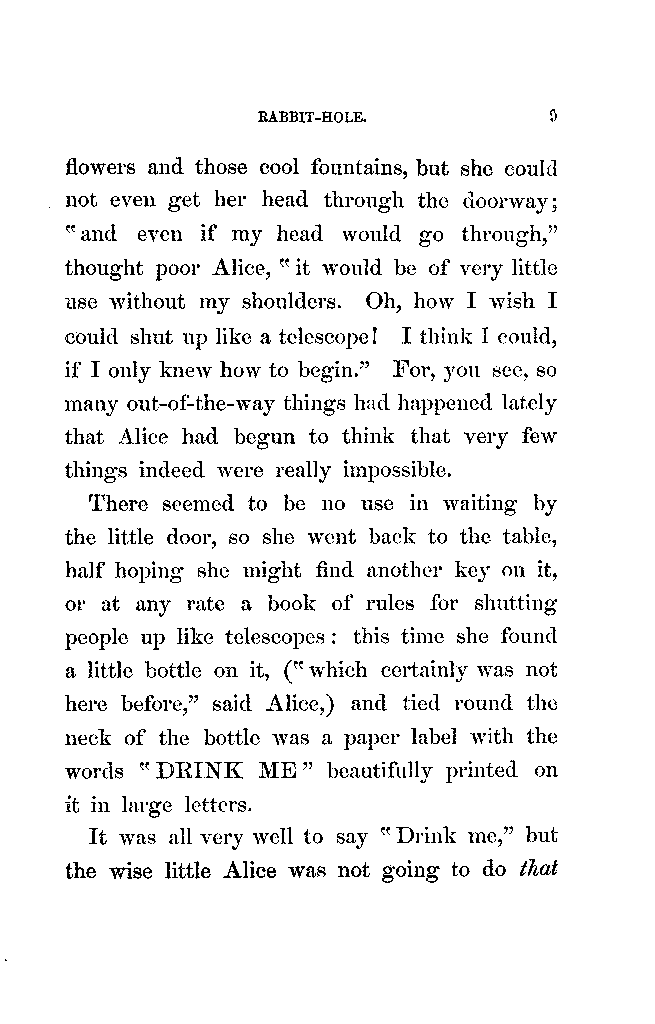 RABBIT-HOLE. 9
flowers and those cool fountains, but she could
not even get her head through the doorway;
“and even if my head would go through,”
thought poor Alice, “it would be of very little
use without my shoulders. Oh, how I wish I
could shut up like a telescope! I think I could,
if I only knew how to begin.” For, you see, so
many out-of-the-way things had happened lately
that Alice had begun to think that very few
things indeed were really impossible.
There seemed to be no use in waiting by
the little door, so she went back to the table,
half hoping she might find another key on it,
or at any rate a book of rules for shutting
people up like telescopes: this time she found
a little bottle on it, (“which certainly was not
here before,” said Alice,) and tied round the
neck of the bottle was a paper label with the
words “DRINK ME” beautifully printed on
it in large letters.
It was all very well to say “Drink me,” but
the wise little Alice was not going to do that